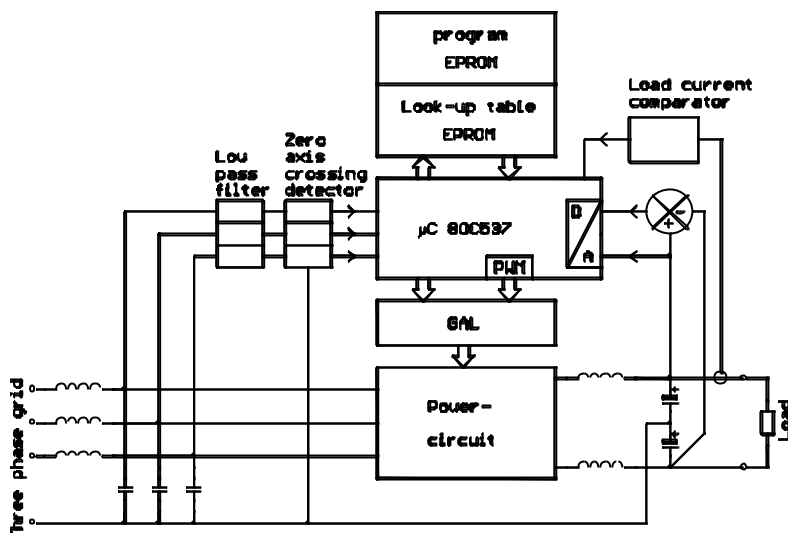 program
EPROM
Look-up table
EPROM
Load current
comparator
Low
pass
filter
Zero
axis
crossing
detector
µC 80C537
D
A
PWM
+
-
GAL
Power-
circuit
+
+
Load
Three phase grid